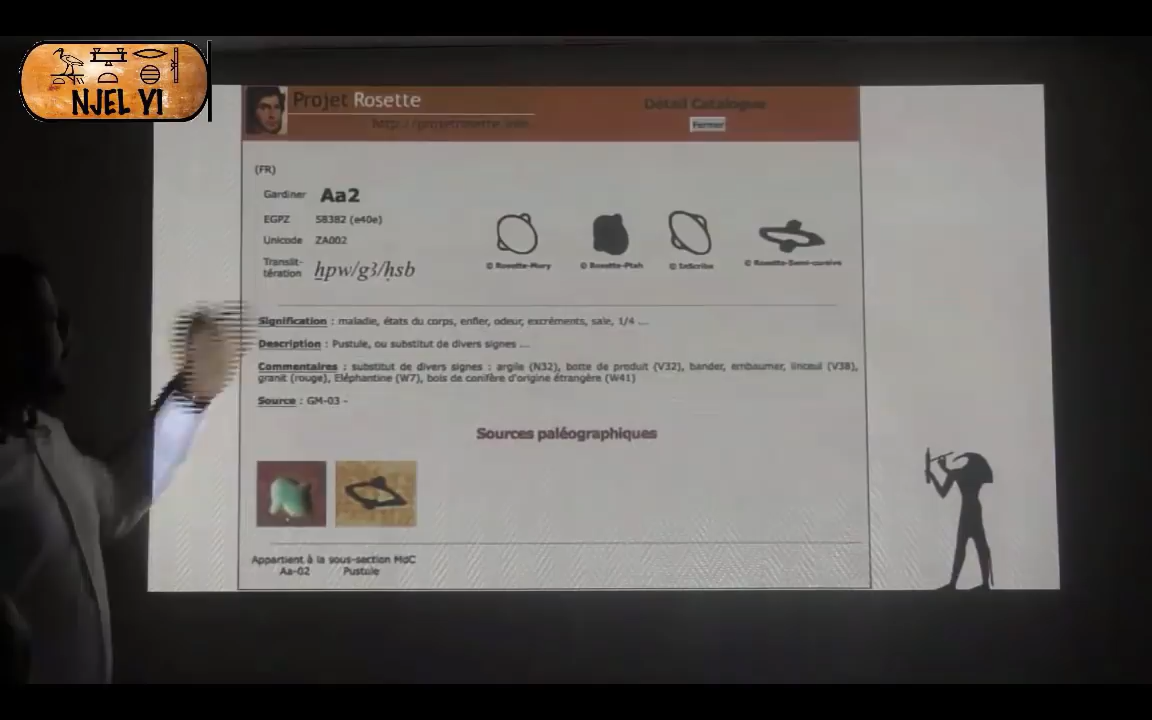 NJEL YI
Projet Rosette
Détail Catalogue
Fermer
(FR)
Gardiner Aa2
EGPZ 58382 (e40e)
Unicode ZA002
Translit-
tération ẖpw/g3/ḥsb
© Rosette-Mory © Rosette-Ptah © InScribe © Rosette-Semi-cursive
Signification : maladie, états du corps, enfler, odeur, excréments, sale, 1/4 ...
Description : Pustule, ou substitut de divers signes ...
Commentaires : substitut de divers signes : argile (N32), botte de produit (V32), bander, embaumer, linceul (V38),
granit (rouge), Eléphantine (W7), bois de conifère d'origine étrangère (W41)
Source : GM-03 -
Sources paléographiques
Appartient à la sous-section MdC
Aa-02 Pustule